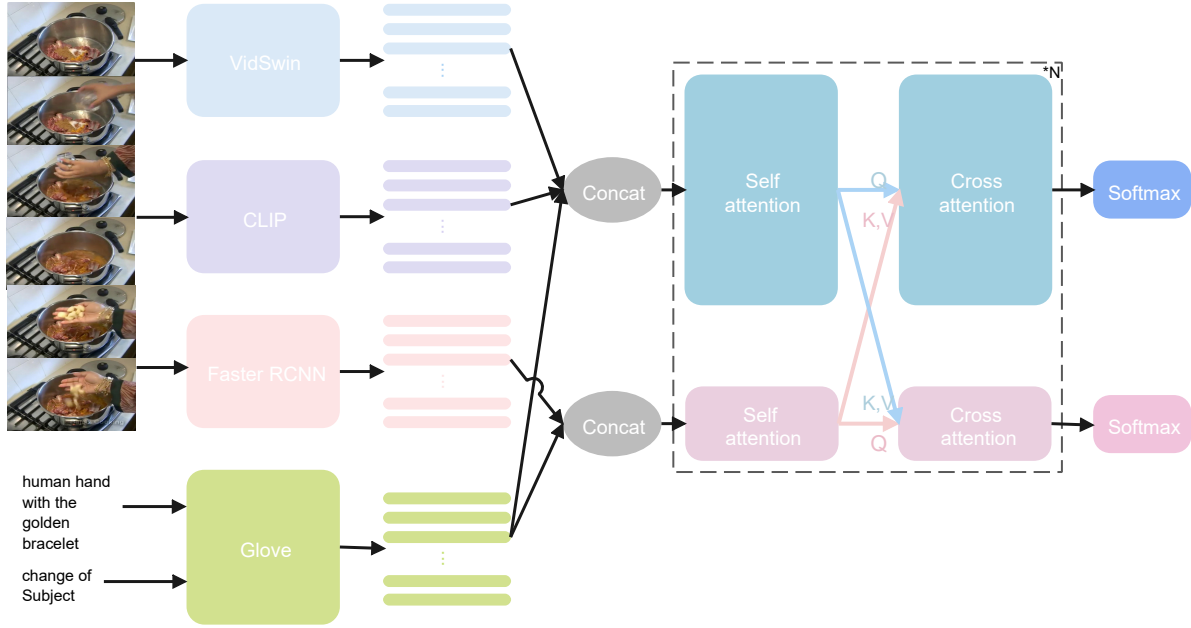 VidSwin
CLIP
Faster RCNN
Glove
human hand
with the
golden
bracelet
change of
Subject
Concat
Concat
*N
Self
attention
Q
K,V
Cross
attention
Self
attention
K,V
Q
Cross
attention
Softmax
Softmax